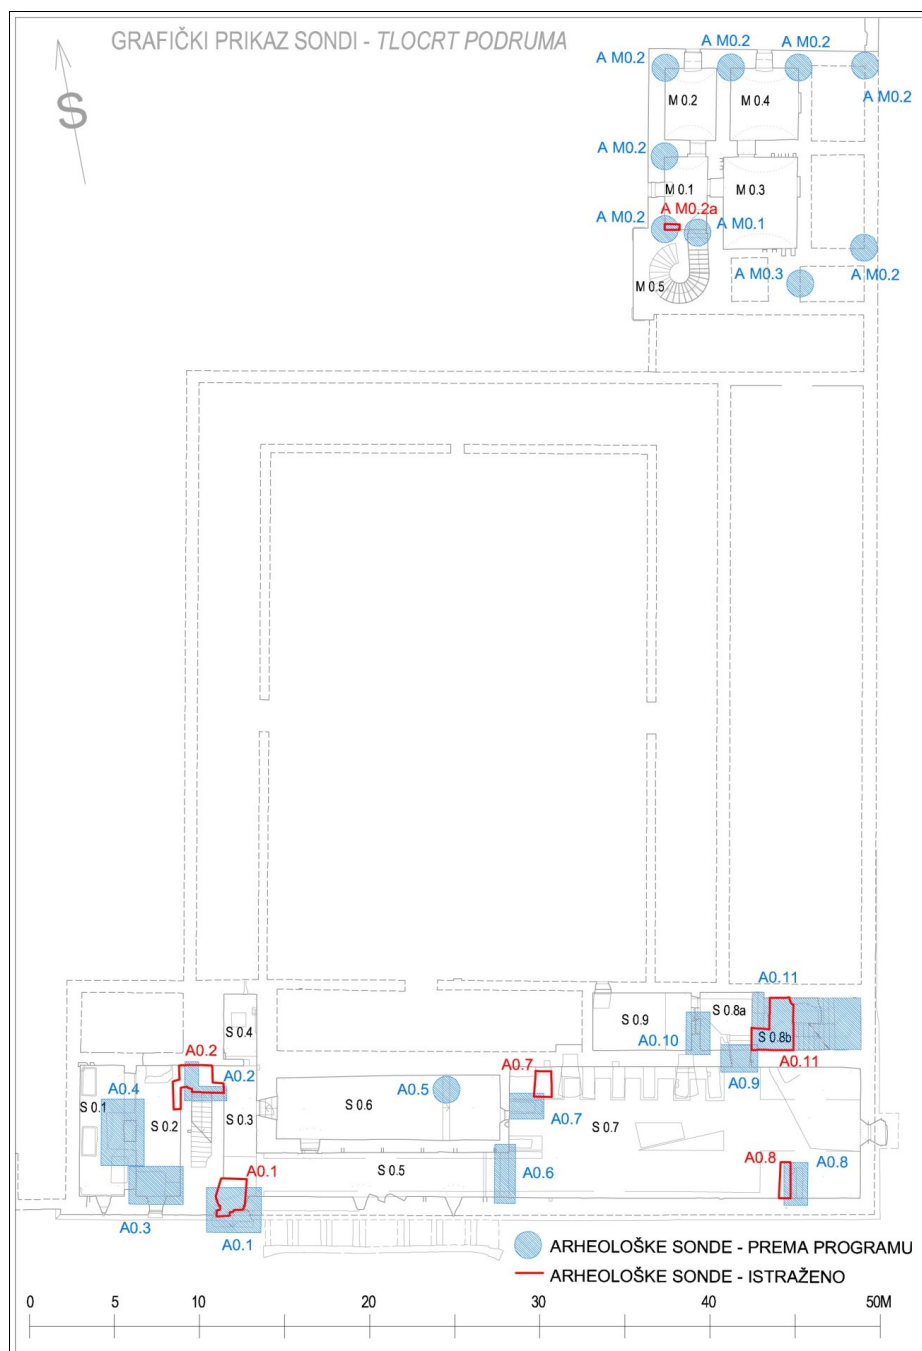 GRAFIČKI PRIKAZ SONDI - TLOCRT PODRUMA
S
A M0.2
A M0.2
A M0.2
A M0.2
M 0.2
M 0.4
A M0.2
M 0.1
M 0.3
A M0.2a
A M0.2
A M0.1
A M0.2
A M0.3
M 0.5
A0.11
S 0.8a
S 0.9
S 0.4
A0.10
S 0.8b
A0.2
A0.7
A0.11
A0.2
A0.9
A0.4
A0.5
S 0.1
S 0.6
S 0.2
S 0.3
A0.7
S 0.7
A0.1
S 0.5
A0.6
A0.8
A0.8
A0.3
A0.1
ARHEOLOŠKE SONDE - PREMA PROGRAMU
ARHEOLOŠKE SONDE - ISTRAŽENO
0 5 10 20 30 40 50M